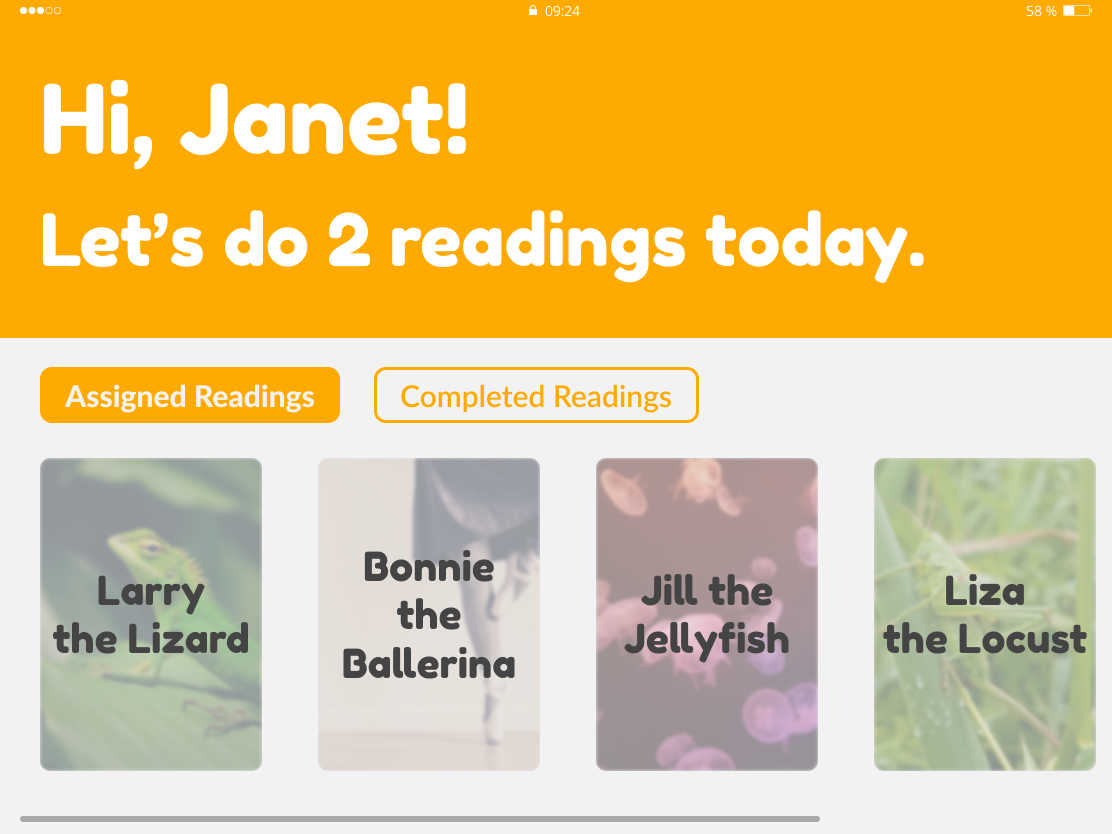 09:24
58 %
Hi, Janet!
Let’s do 2 readings today.
Assigned Readings
Completed Readings
Larry
the Lizard
Bonnie
the
Ballerina
Jill the
Jellyfish
Liza
the Locust